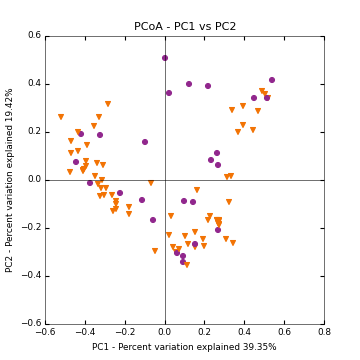 PCoA - PC1 vs PC2
0.6
0.4
0.2
0.0
−0.2
−0.4
−0.6
−0.6 −0.4 −0.2 0.0 0.2 0.4 0.6 0.8
PC2 - Percent variation explained 19.42%
PC1 - Percent variation explained 39.35%